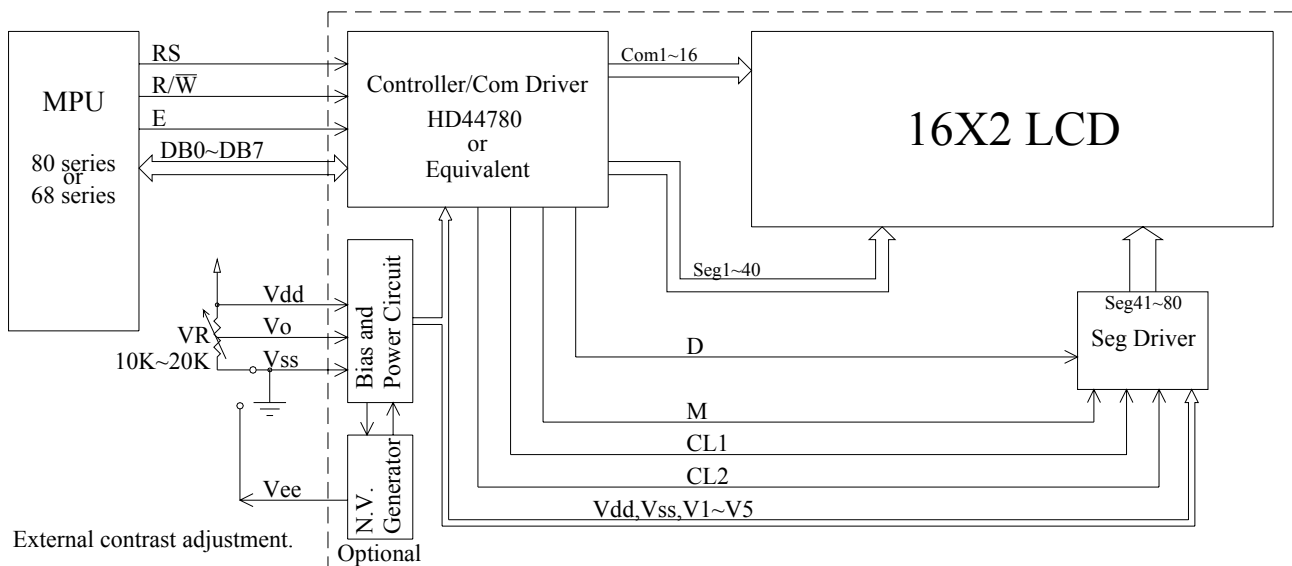 MPU
80 series
or
68 series
RS
R/W̅
E
DB0~DB7
Controller/Com Driver
HD44780
or
Equivalent
Com1~16
16X2 LCD
Seg1~40
Seg41~80
Seg Driver
Vdd
Vo
VR
10K~20K
Vss
Bias and
Power Circuit
D
M
CL1
CL2
Vdd,Vss,V1~V5
Vee
N.V.
Generator
Optional
External contrast adjustment.